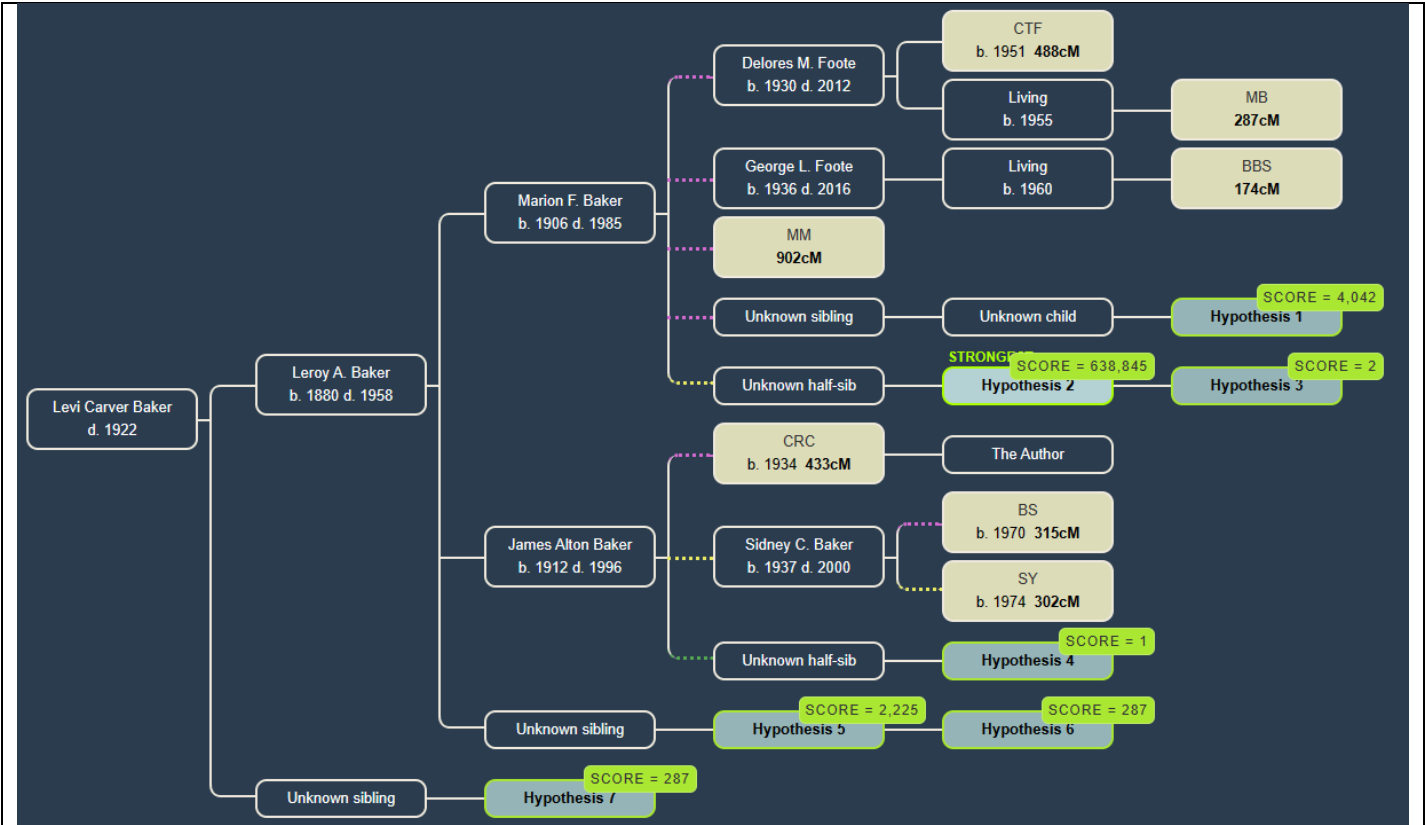 CTF
b. 1951 488cM
Delores M. Foote
b. 1930 d. 2012
Living
b. 1955
MB
287cM
George L. Foote
b. 1936 d. 2016
Living
b. 1960
BBS
174cM
Marion F. Baker
b. 1906 d. 1985
MM
902cM
Unknown sibling
Unknown child
SCORE = 4,042
Hypothesis 1
Leroy A. Baker
b. 1880 d. 1958
Unknown half-sib
STRONGEST
SCORE = 638,845
Hypothesis 2
SCORE = 2
Hypothesis 3
Levi Carver Baker
d. 1922
CRC
b. 1934 433cM
The Author
James Alton Baker
b. 1912 d. 1996
Sidney C. Baker
b. 1937 d. 2000
BS
b. 1970 315cM
SY
b. 1974 302cM
Unknown half-sib
SCORE = 1
Hypothesis 4
Unknown sibling
SCORE = 2,225
Hypothesis 5
SCORE = 287
Hypothesis 6
Unknown sibling
SCORE = 287
Hypothesis 7